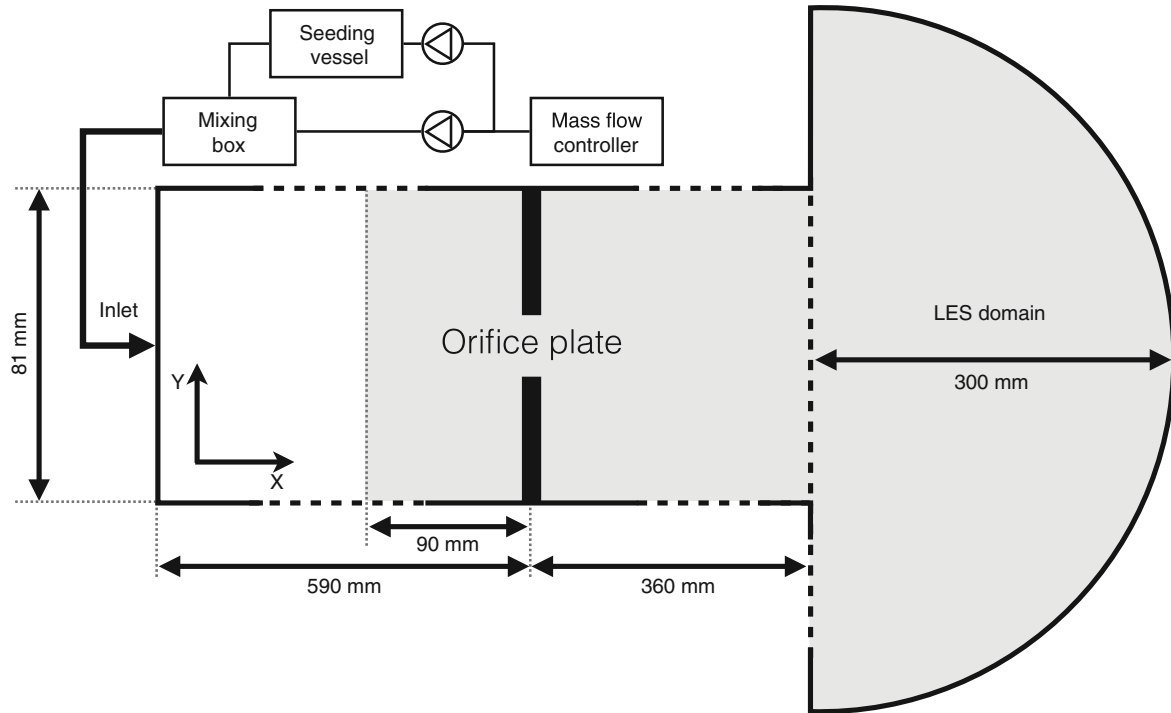 Seeding
vessel
Mixing
box
Mass flow
controller
81 mm
Inlet
Orifice plate
LES domain
300 mm
Y
X
90 mm
590 mm
360 mm